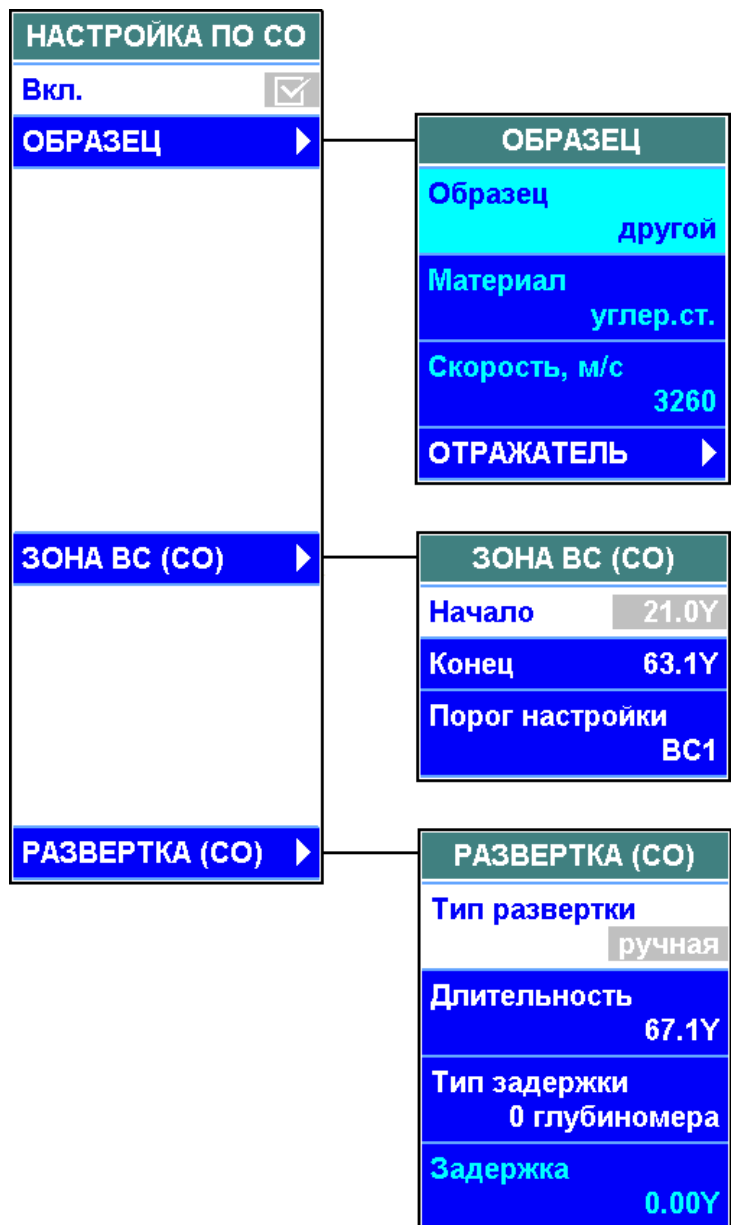 НАСТРОЙКА ПО СО
Вкл.
ОБРАЗЕЦ
ОБРАЗЕЦ
Образец
другой
Материал
углер.ст.
Скорость, м/с
3260
ОТРАЖАТЕЛЬ
ЗОНА ВС (СО)
ЗОНА ВС (СО)
Начало 21.0Y
Конец 63.1Y
Порог настройки
ВС1
РАЗВЕРТКА (СО)
РАЗВЕРТКА (СО)
Тип развертки
ручная
Длительность
67.1Y
Тип задержки
0 глубиномера
Задержка
0.00Y